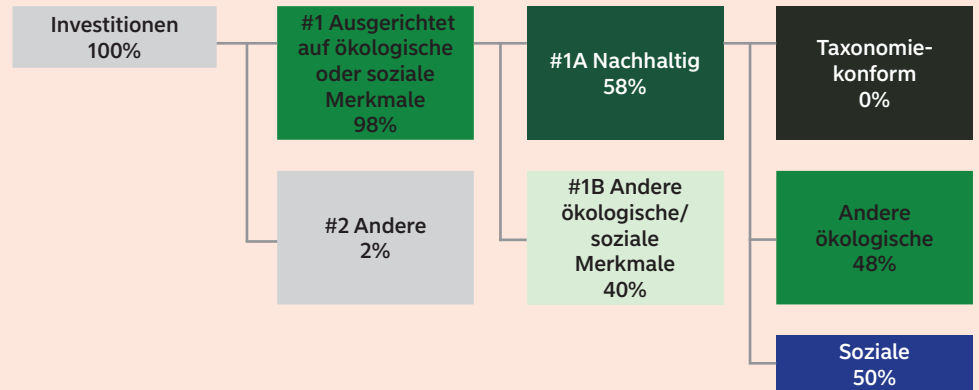 Investitionen
100%
#1 Ausgerichtet
auf ökologische
oder soziale
Merkmale
98%
#1A Nachhaltig
58%
Taxonomie-
konform
0%
#2 Andere
2%
#1B Andere
ökologische/
soziale
Merkmale
40%
Andere
ökologische
48%
Soziale
50%